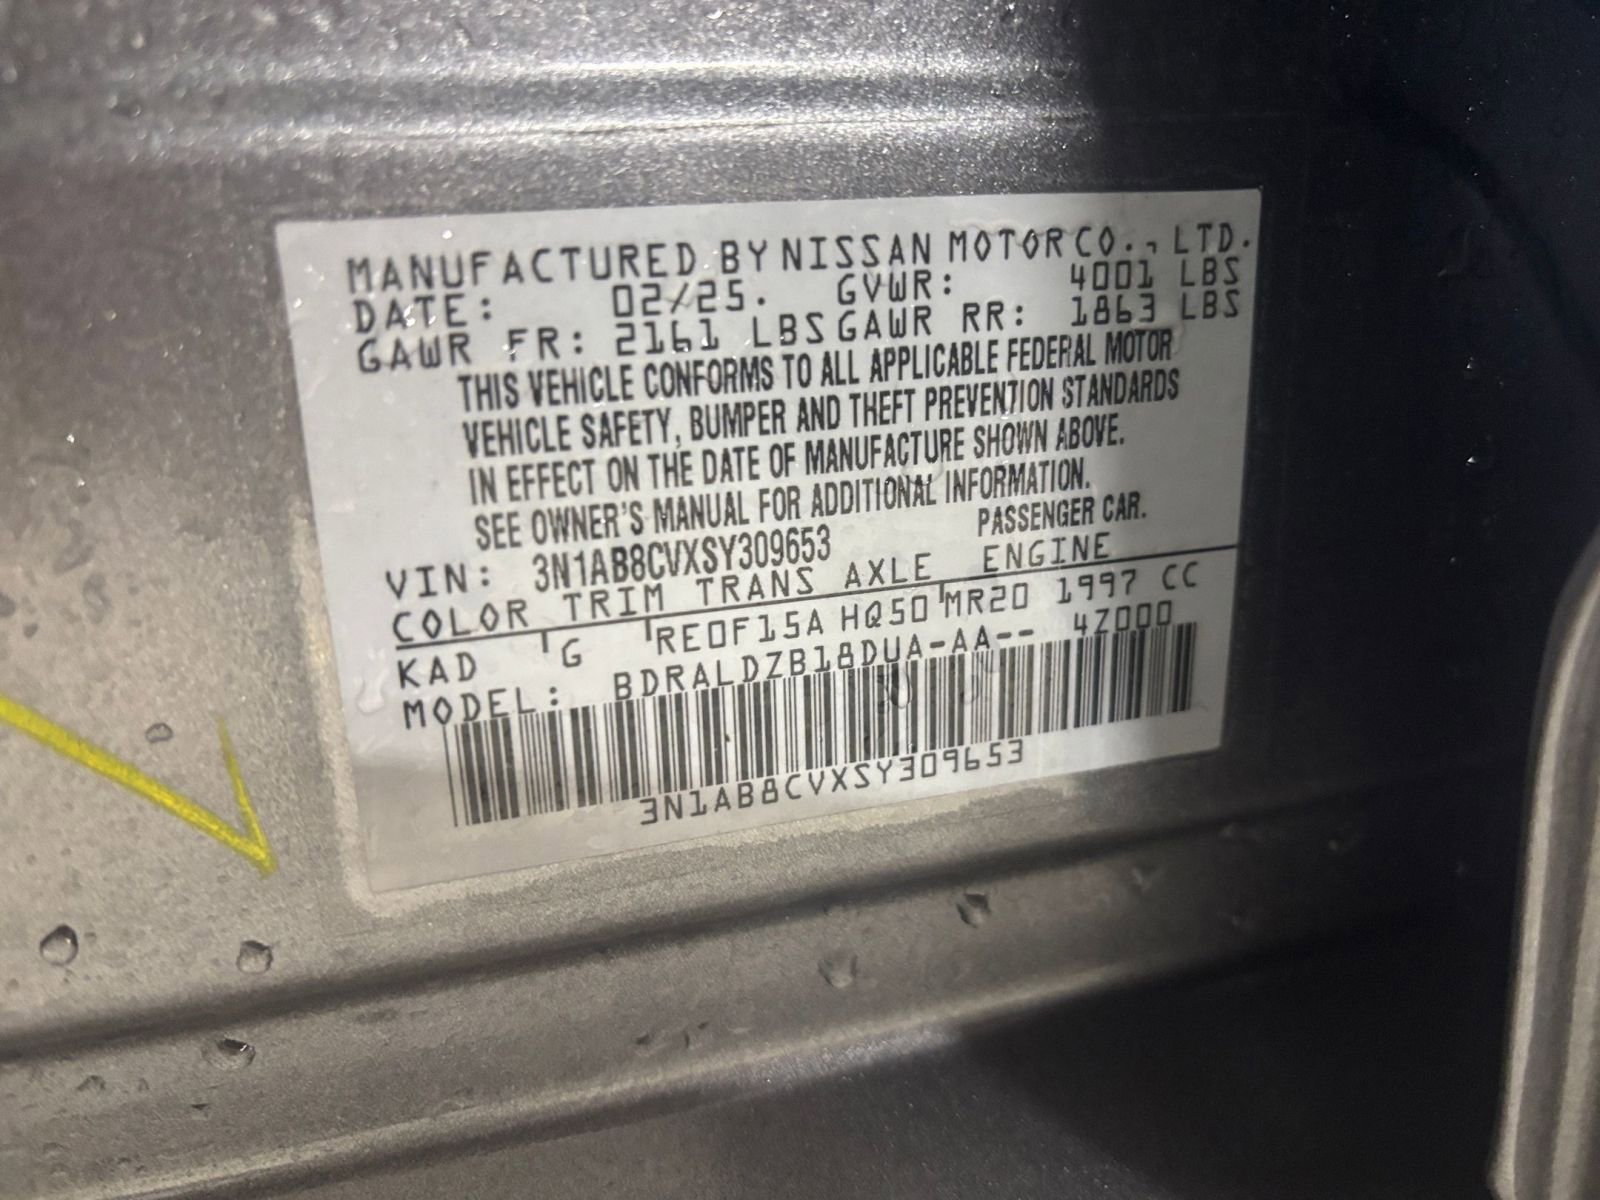 MANUFACTURED BY NISSAN MOTOR CO., LTD.
DATE: 02/25. GVWR: 4001 LBS
GAWR FR: 2161 LBS GAWR RR: 1863 LBS
THIS VEHICLE CONFORMS TO ALL APPLICABLE FEDERAL MOTOR
VEHICLE SAFETY, BUMPER AND THEFT PREVENTION STANDARDS
IN EFFECT ON THE DATE OF MANUFACTURE SHOWN ABOVE.
SEE OWNER'S MANUAL FOR ADDITIONAL INFORMATION.
VIN: 3N1AB8CVXSY309653 PASSENGER CAR.
COLOR TRIM TRANS AXLE ENGINE
KAD G RE0F15A HQ50 MR20 1997 CC
MODEL: BDRALDZB18DUA-AA-- 4Z000
3N1AB8CVXSY309653